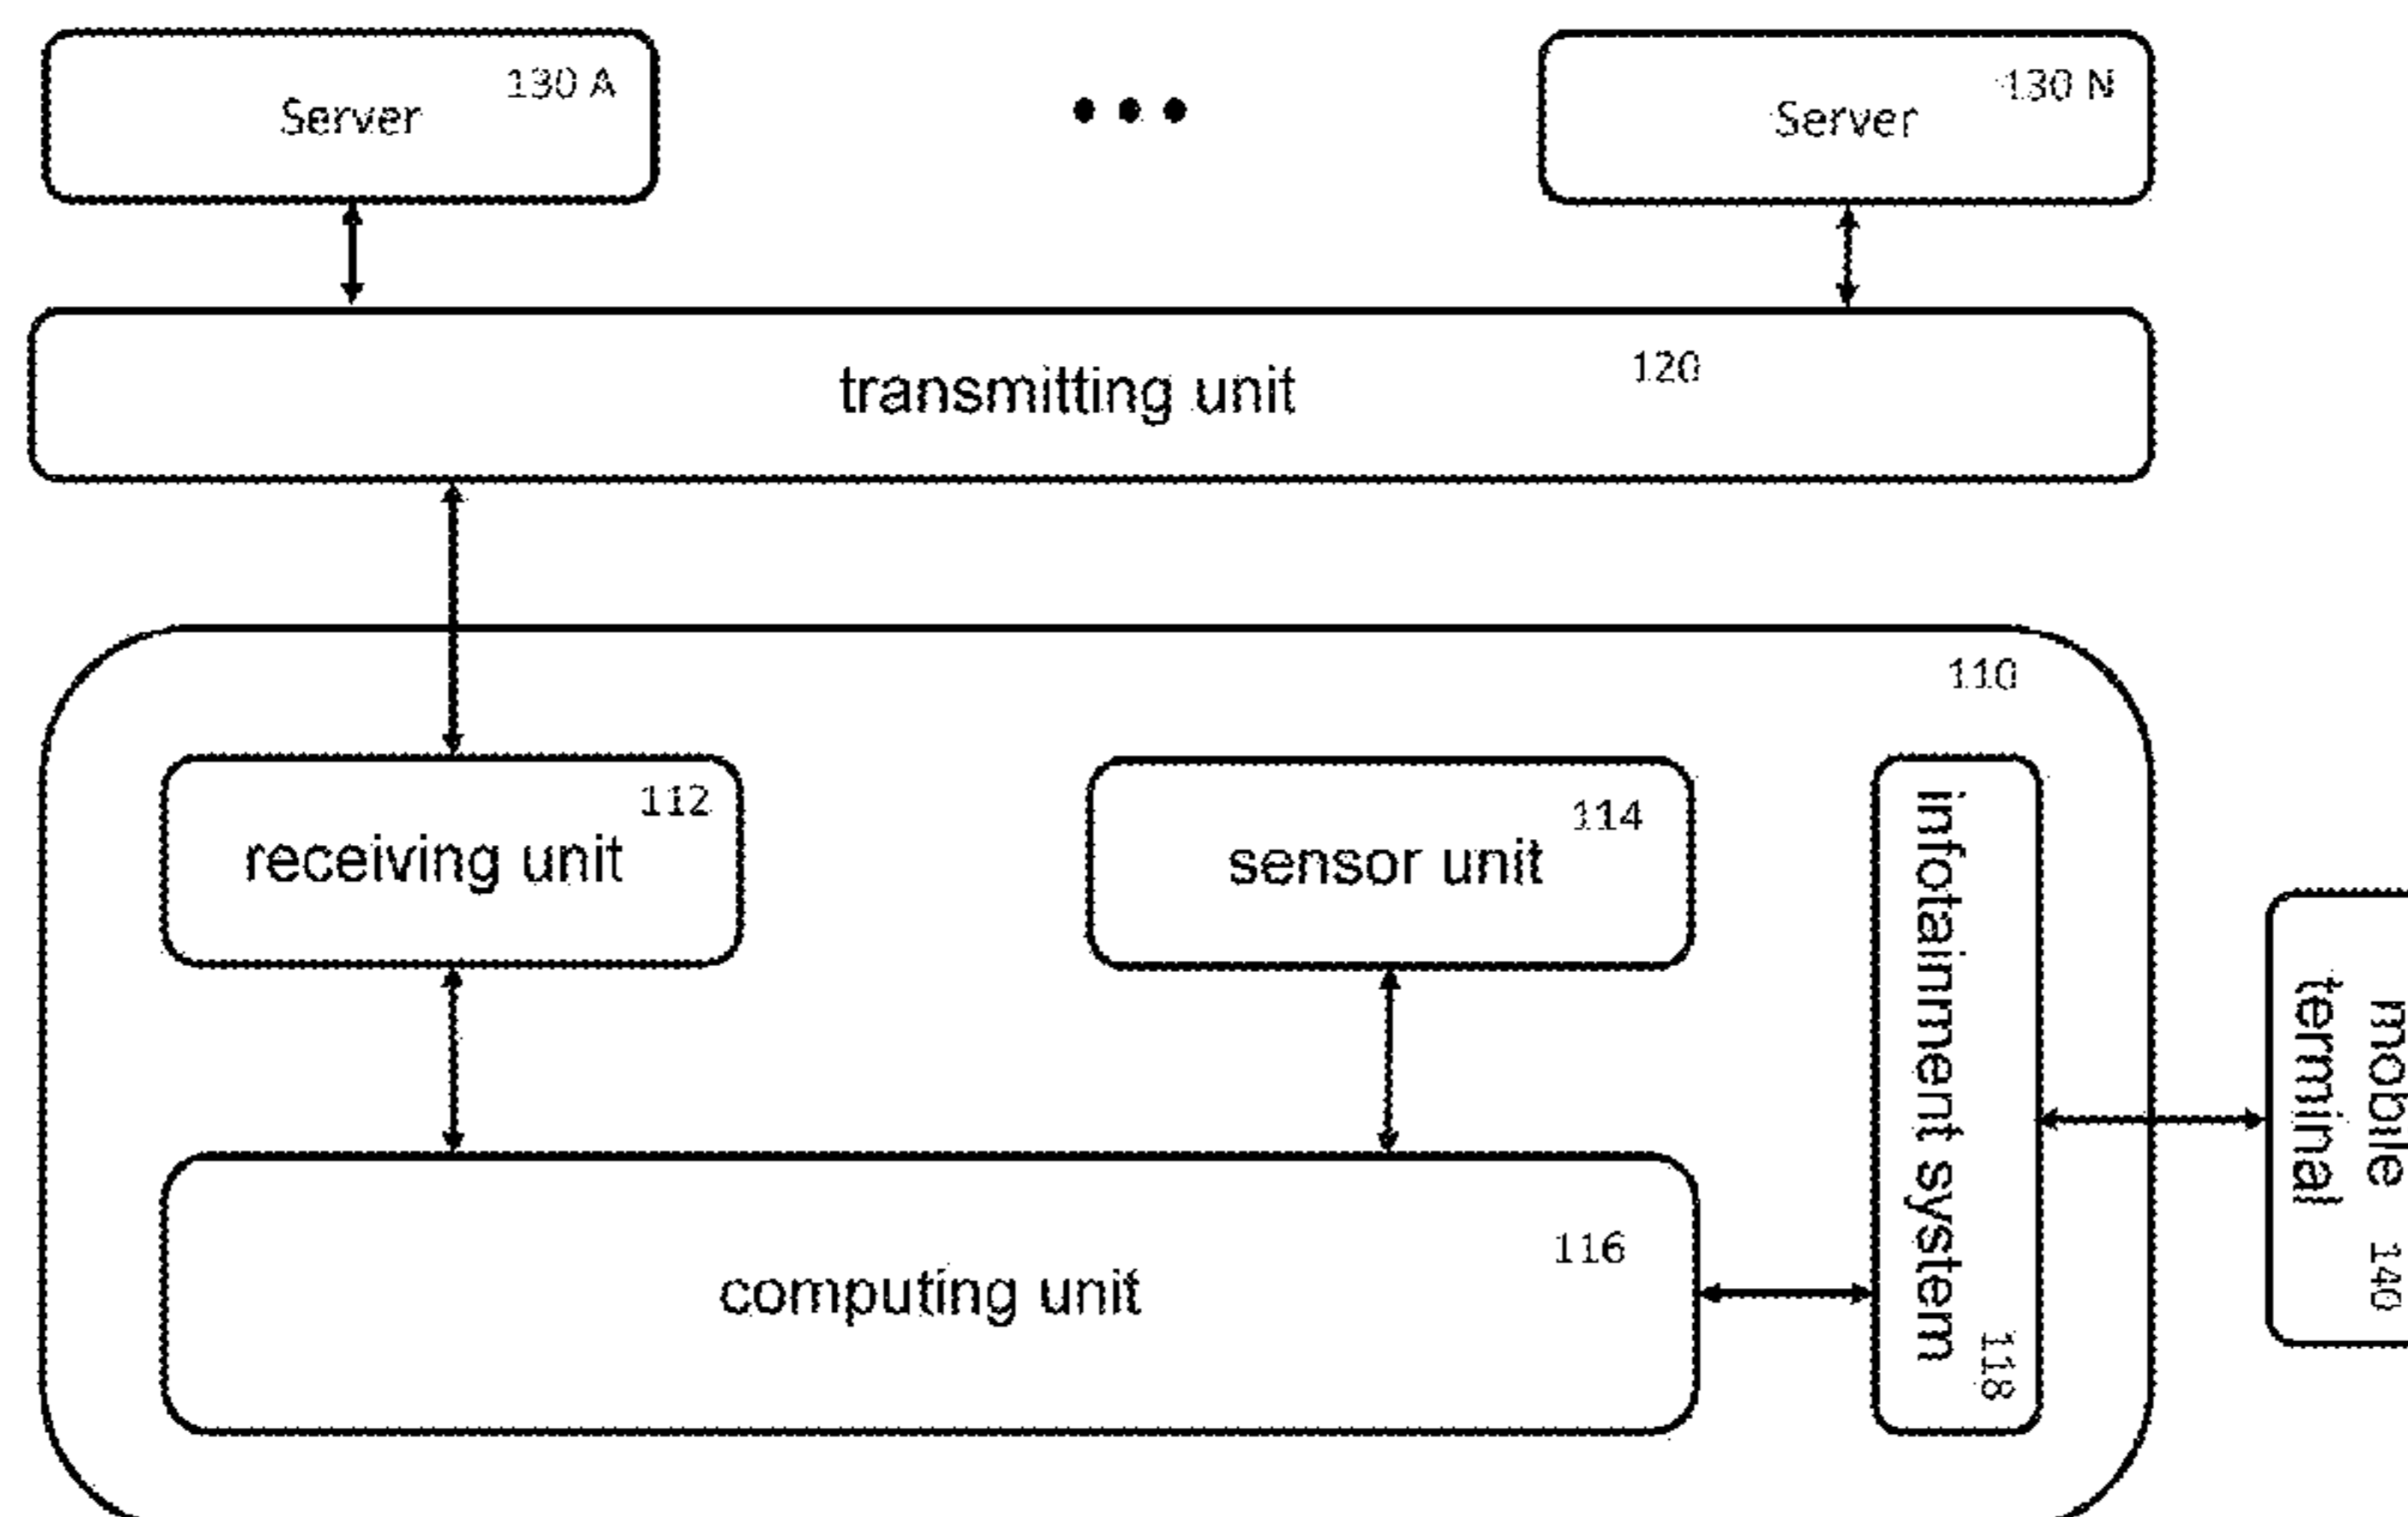 130 A
Server
130 N
Server
120
transmitting unit
110
112
receiving unit
114
sensor unit
infotainment system
118
mobile
terminal
140
116
computing unit